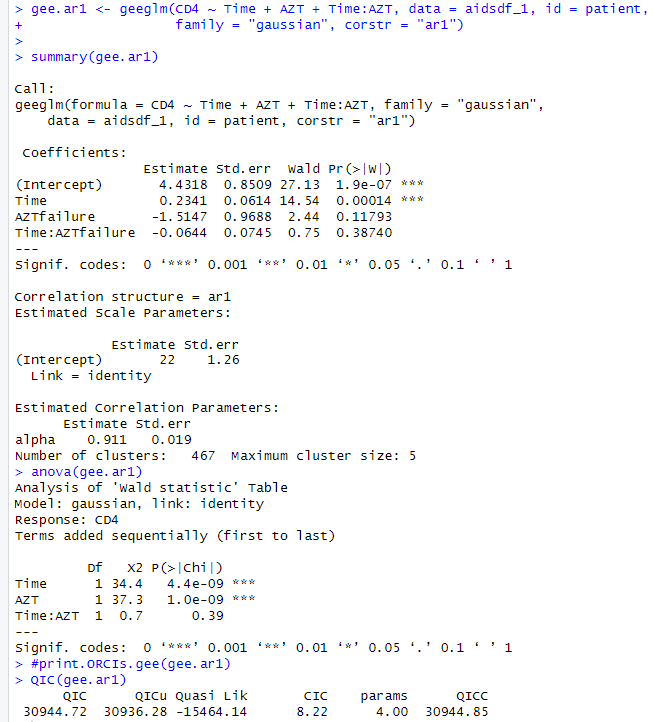 > gee.ar1 <- geeglm(CD4 ~ Time + AZT + Time:AZT, data = aidsdf_1, id = patient,
+                   family = "gaussian", corstr = "ar1")
>
> summary(gee.ar1)

Call:
geeglm(formula = CD4 ~ Time + AZT + Time:AZT, family = "gaussian",
    data = aidsdf_1, id = patient, corstr = "ar1")

 Coefficients:
                Estimate Std.err  Wald Pr(>|W|)
(Intercept)       4.4318  0.8509 27.13  1.9e-07 ***
Time              0.2341  0.0614 14.54  0.00014 ***
AZTfailure       -1.5147  0.9688  2.44  0.11793
Time:AZTfailure  -0.0644  0.0745  0.75  0.38740
---
Signif. codes:  0 ‘***’ 0.001 ‘**’ 0.01 ‘*’ 0.05 ‘.’ 0.1 ‘ ’ 1

Correlation structure = ar1
Estimated Scale Parameters:

            Estimate Std.err
(Intercept)       22    1.26
  Link = identity

Estimated Correlation Parameters:
      Estimate Std.err
alpha    0.911   0.019
Number of clusters:   467  Maximum cluster size: 5
> anova(gee.ar1)
Analysis of 'Wald statistic' Table
Model: gaussian, link: identity
Response: CD4
Terms added sequentially (first to last)

         Df   X2 P(>|Chi|)
Time      1 34.4   4.4e-09 ***
AZT       1 37.3   1.0e-09 ***
Time:AZT  1  0.7      0.39
---
Signif. codes:  0 ‘***’ 0.001 ‘**’ 0.01 ‘*’ 0.05 ‘.’ 0.1 ‘ ’ 1
> #print.ORCIs.gee(gee.ar1)
> QIC(gee.ar1)
      QIC      QICu Quasi Lik       CIC    params      QICC
 30944.72  30936.28 -15464.14      8.22      4.00  30944.85